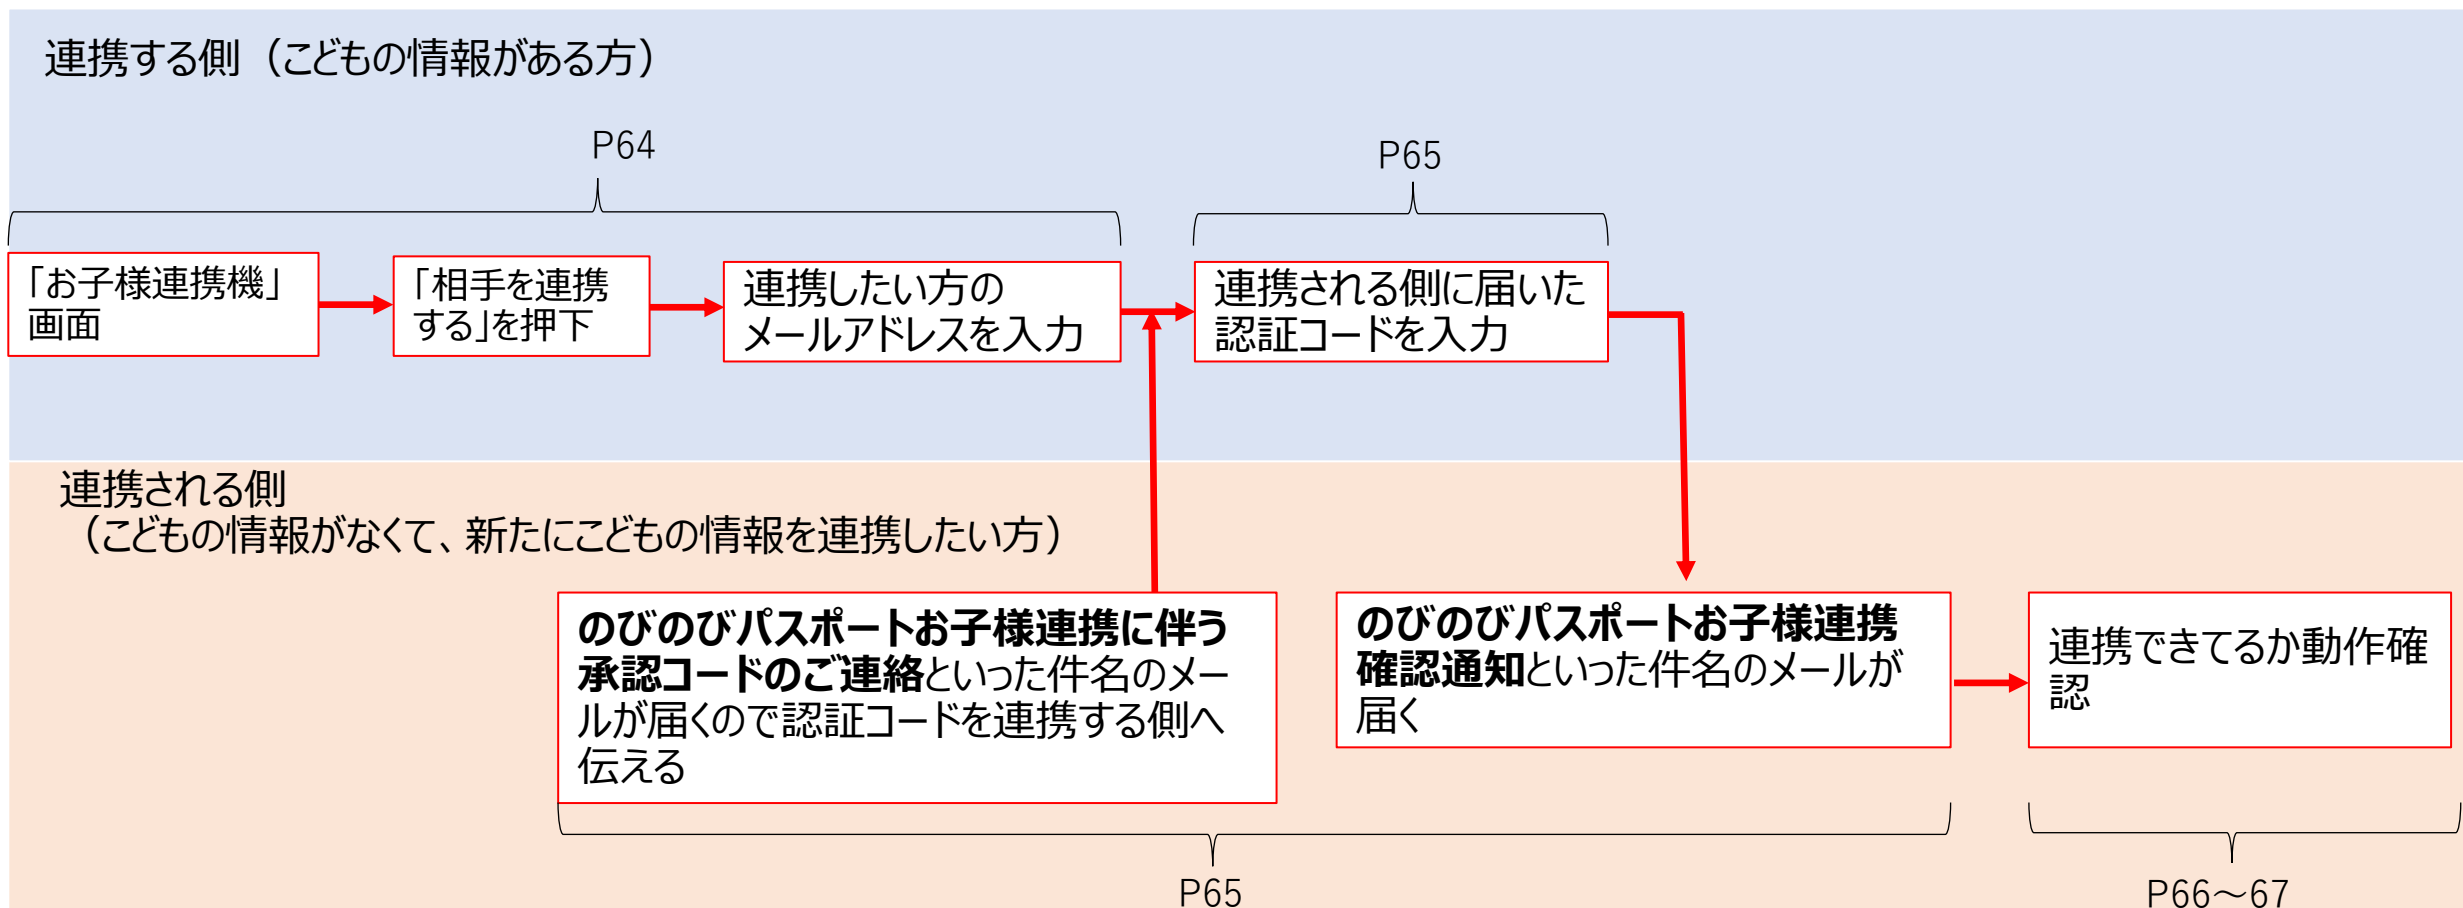 連携する側（こどもの情報がある方）
P64
P65
「お子様連携機」
画面
「相手を連携
する」を押下
連携したい方の
メールアドレスを入力
連携される側に届いた
認証コードを入力
連携される側
（こどもの情報がなくて、新たにこどもの情報を連携したい方）
のびのびパスポートお子様連携に伴う
承認コードのご連絡といった件名のメー
ルが届くので認証コードを連携する側へ
伝える
のびのびパスポートお子様連携
確認通知といった件名のメールが
届く
連携できてるか動作確
認
P65
P66～67